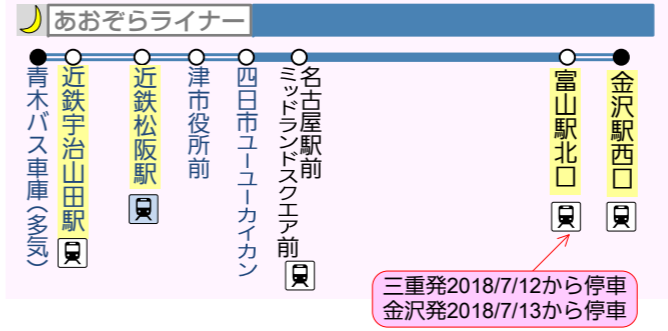 あおぞらライナー
青木バス車庫（多気）
近鉄宇治山田駅
近鉄松阪駅
津市役所前
四日市ユーユーカイカン
名古屋駅前
ミッドランドスクエア前
富山駅北口
金沢駅西口
三重発2018/7/12から停車
金沢発2018/7/13から停車